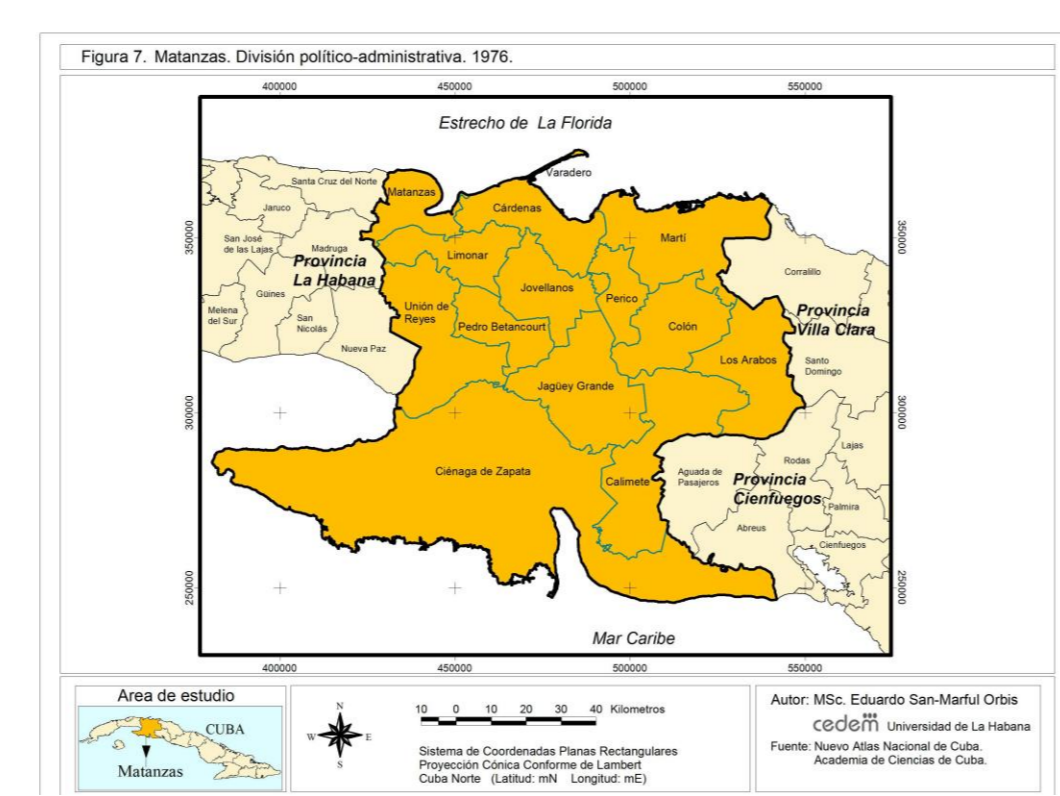 Figura 7. Matanzas. División político-administrativa. 1976.
400000
450000
500000
550000
Estrecho de La Florida
Varadero
Santa Cruz del Norte
Matanzas
Cárdenas
Jaruco
Martí
350000
350000
San José
de las Lajas
Madruga
Limonar
Provincia
La Habana
Corralillo
Jovellanos
Güines
Perico
Melena
del Sur
San
Nicolás
Unión de
Reyes
Pedro Betancourt
Colón
Provincia
Villa Clara
Nueva Paz
Los Arabos
Santo
Domingo
Jagüey Grande
300000
300000
Lajas
Rodas
Ciénaga de Zapata
Calimete
Aguada de
Pasajeros
Provincia
Cienfuegos
Palmira
Abreus
Cienfuegos
250000
250000
Mar Caribe
400000
450000
500000
550000
Area de estudio
CUBA
Matanzas
N
W
E
S
10 0 10 20 30 40 Kilometros
Sistema de Coordenadas Planas Rectangulares
Proyección Cónica Conforme de Lambert
Cuba Norte (Latitud: mN Longitud: mE)
Autor: MSc. Eduardo San-Marful Orbis
cedem Universidad de La Habana
Fuente: Nuevo Atlas Nacional de Cuba.
Academia de Ciencias de Cuba.